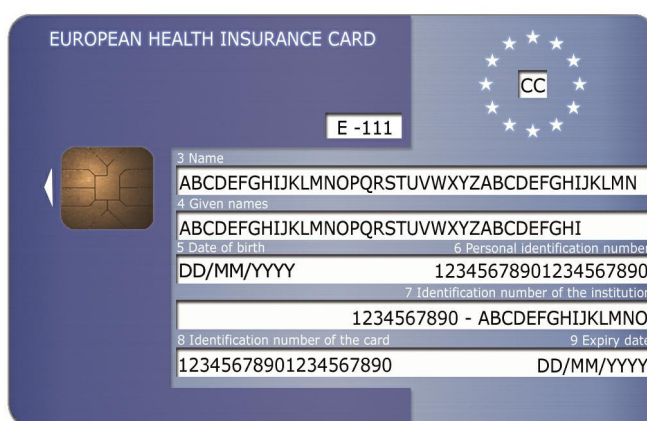 EUROPEAN HEALTH INSURANCE CARD
CC
E -111
3 Name
ABCDEFGHIJKLMNOPQRSTUVWXYZABCDEFGHIJKLMN
4 Given names
ABCDEFGHIJKLMNOPQRSTUVWXYZABCDEFGHI
5 Date of birth 6 Personal identification number
DD/MM/YYYY 12345678901234567890
7 Identification number of the institution
1234567890 - ABCDEFGHIJKLMNO
8 Identification number of the card 9 Expiry date
12345678901234567890 DD/MM/YYYY